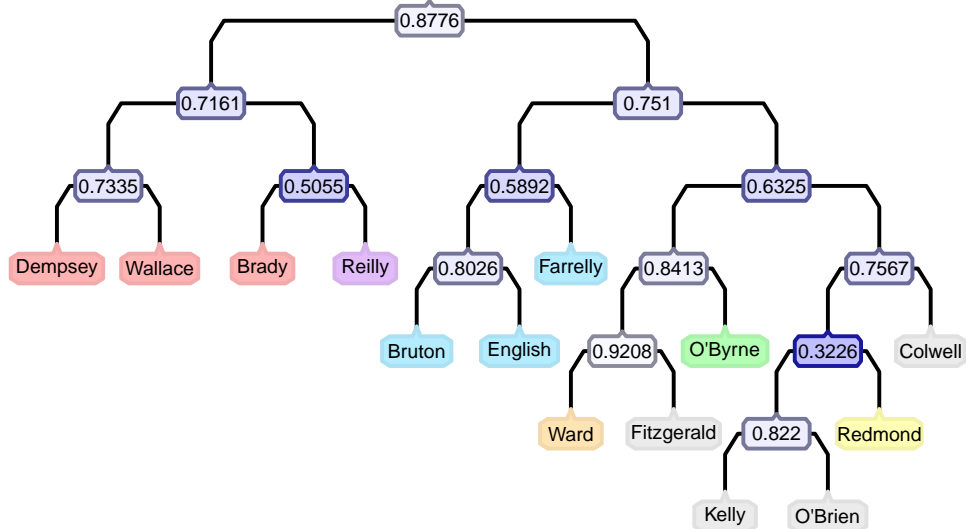 0.8776
0.7161
0.751
0.7335
0.5055
0.5892
0.6325
Dempsey
Wallace
Brady
Reilly
0.8026
Farrelly
0.8413
0.7567
Bruton
English
0.9208
O'Byrne
0.3226
Colwell
Ward
Fitzgerald
0.822
Redmond
Kelly
O'Brien